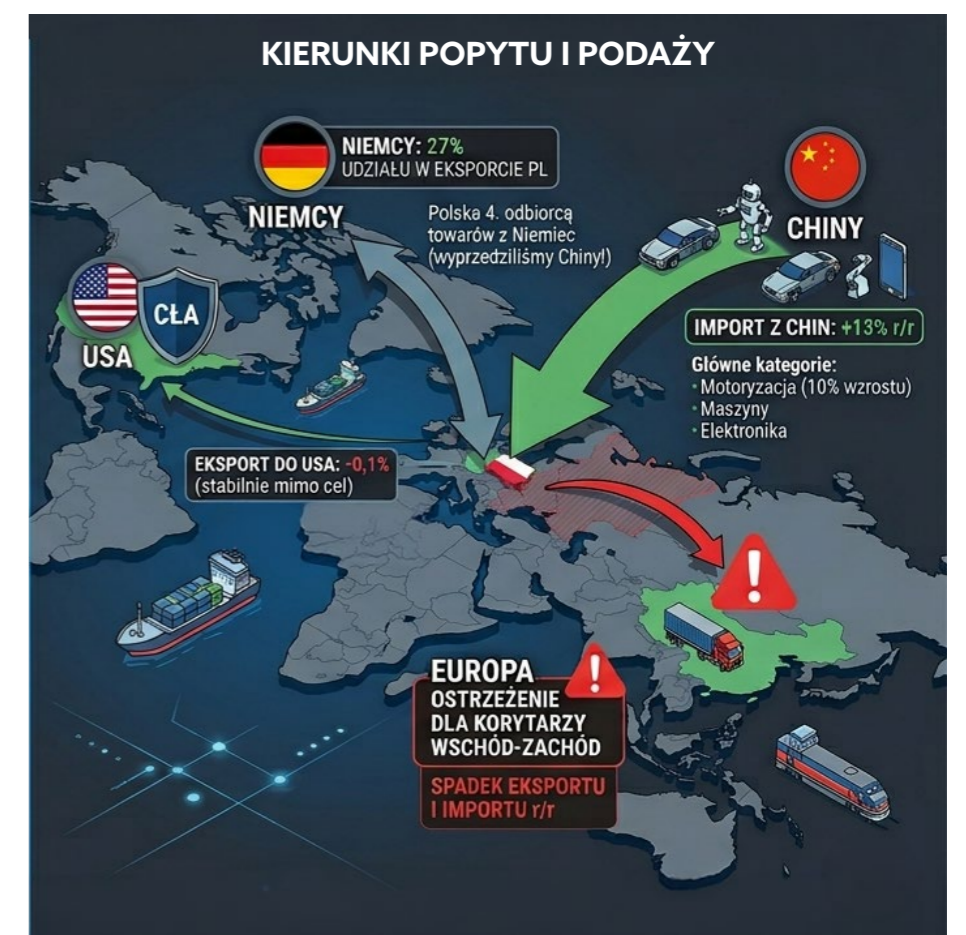 KIERUNKI POPYTU I PODAŻY
NIEMCY: 27%
UDZIAŁU W EKSPORCIE PL
NIEMCY
Polska 4. odbiorcą
towarów z Niemiec
(wyprzedziliśmy Chiny!)
CHINY
IMPORT Z CHIN: +13% r/r
Główne kategorie:
• Motoryzacja (10% wzrostu)
• Maszyny
• Elektronika
CŁA
USA
EKSPORT DO USA: -0,1%
(stabilnie mimo cel)
EUROPA
OSTRZEŻENIE
DLA KORYTARZY
WSCHÓD-ZACHÓD
SPADEK EKSPORTU
I IMPORTU r/r